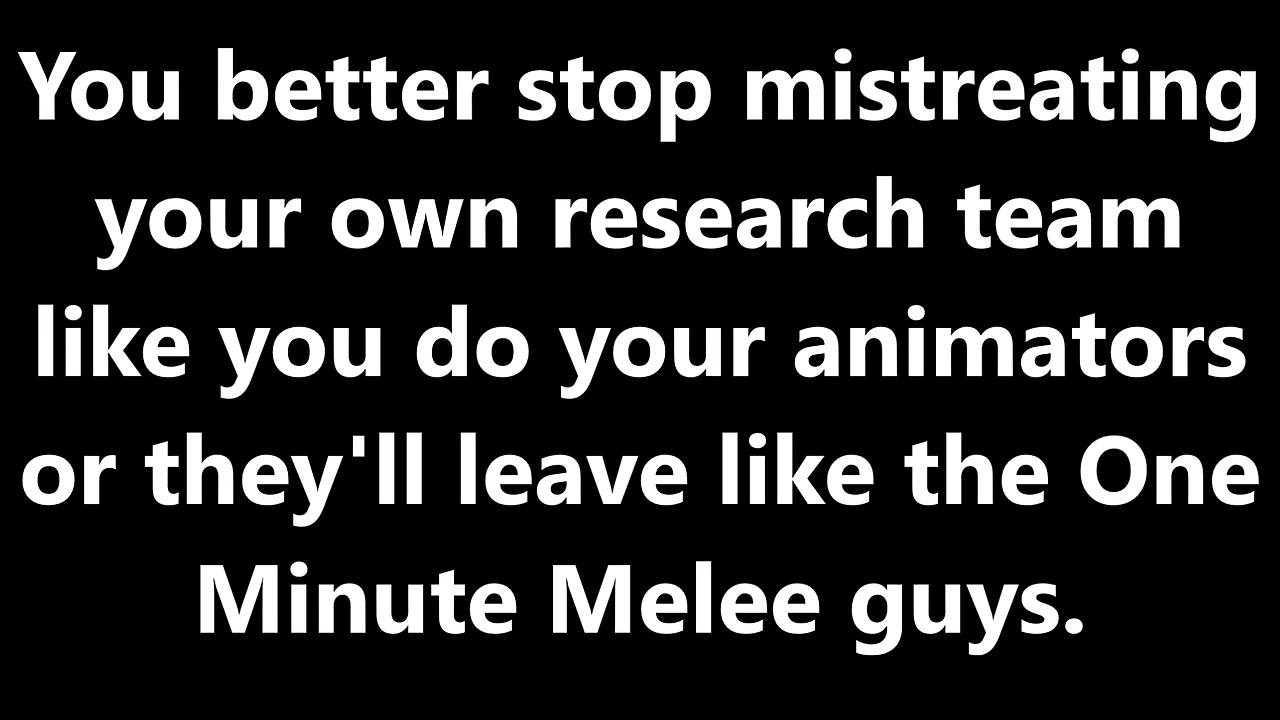 You better stop mistreating
your own research team
like you do your animators
or they'll leave like the One
Minute Melee guys.